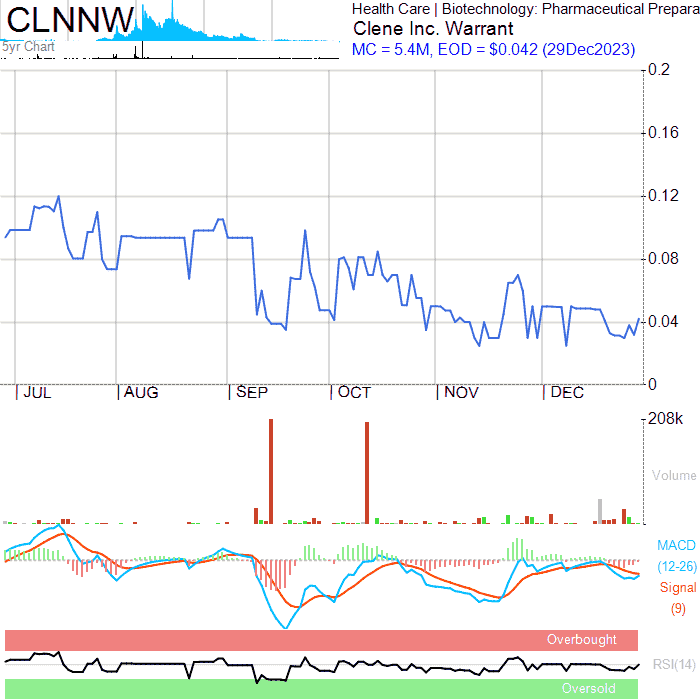 CLNNW
5yr Chart
Health Care | Biotechnology: Pharmaceutical Prepara
Clene Inc. Warrant
MC = 5.4M, EOD = $0.042 (29Dec2023)
0.2
0.16
0.12
0.08
0.04
0
JUL AUG SEP OCT NOV DEC
208k
Volume
MACD
(12-26)
Signal
(9)
Overbought
RSI(14)
Oversold